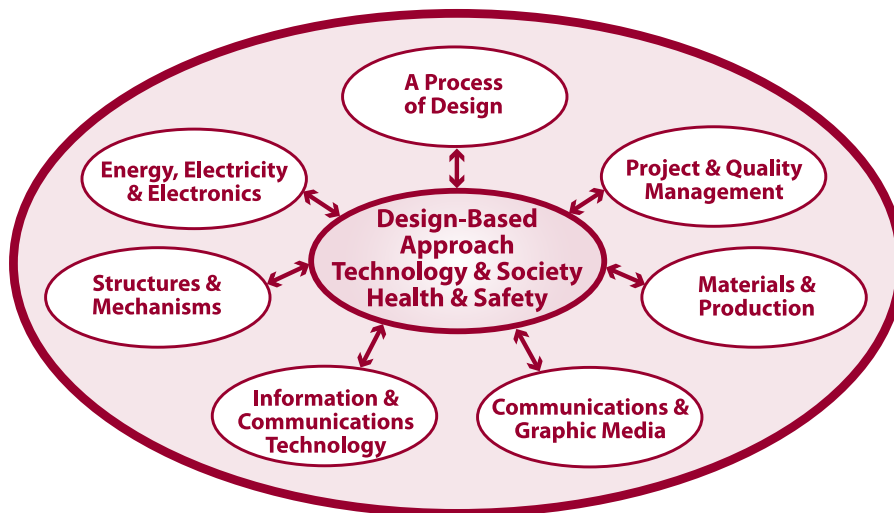 A Process
of Design
Energy, Electricity
& Electronics
Project & Quality
Management
Design-Based
Approach
Technology & Society
Health & Safety
Structures &
Mechanisms
Materials &
Production
Information &
Communications
Technology
Communications &
Graphic Media